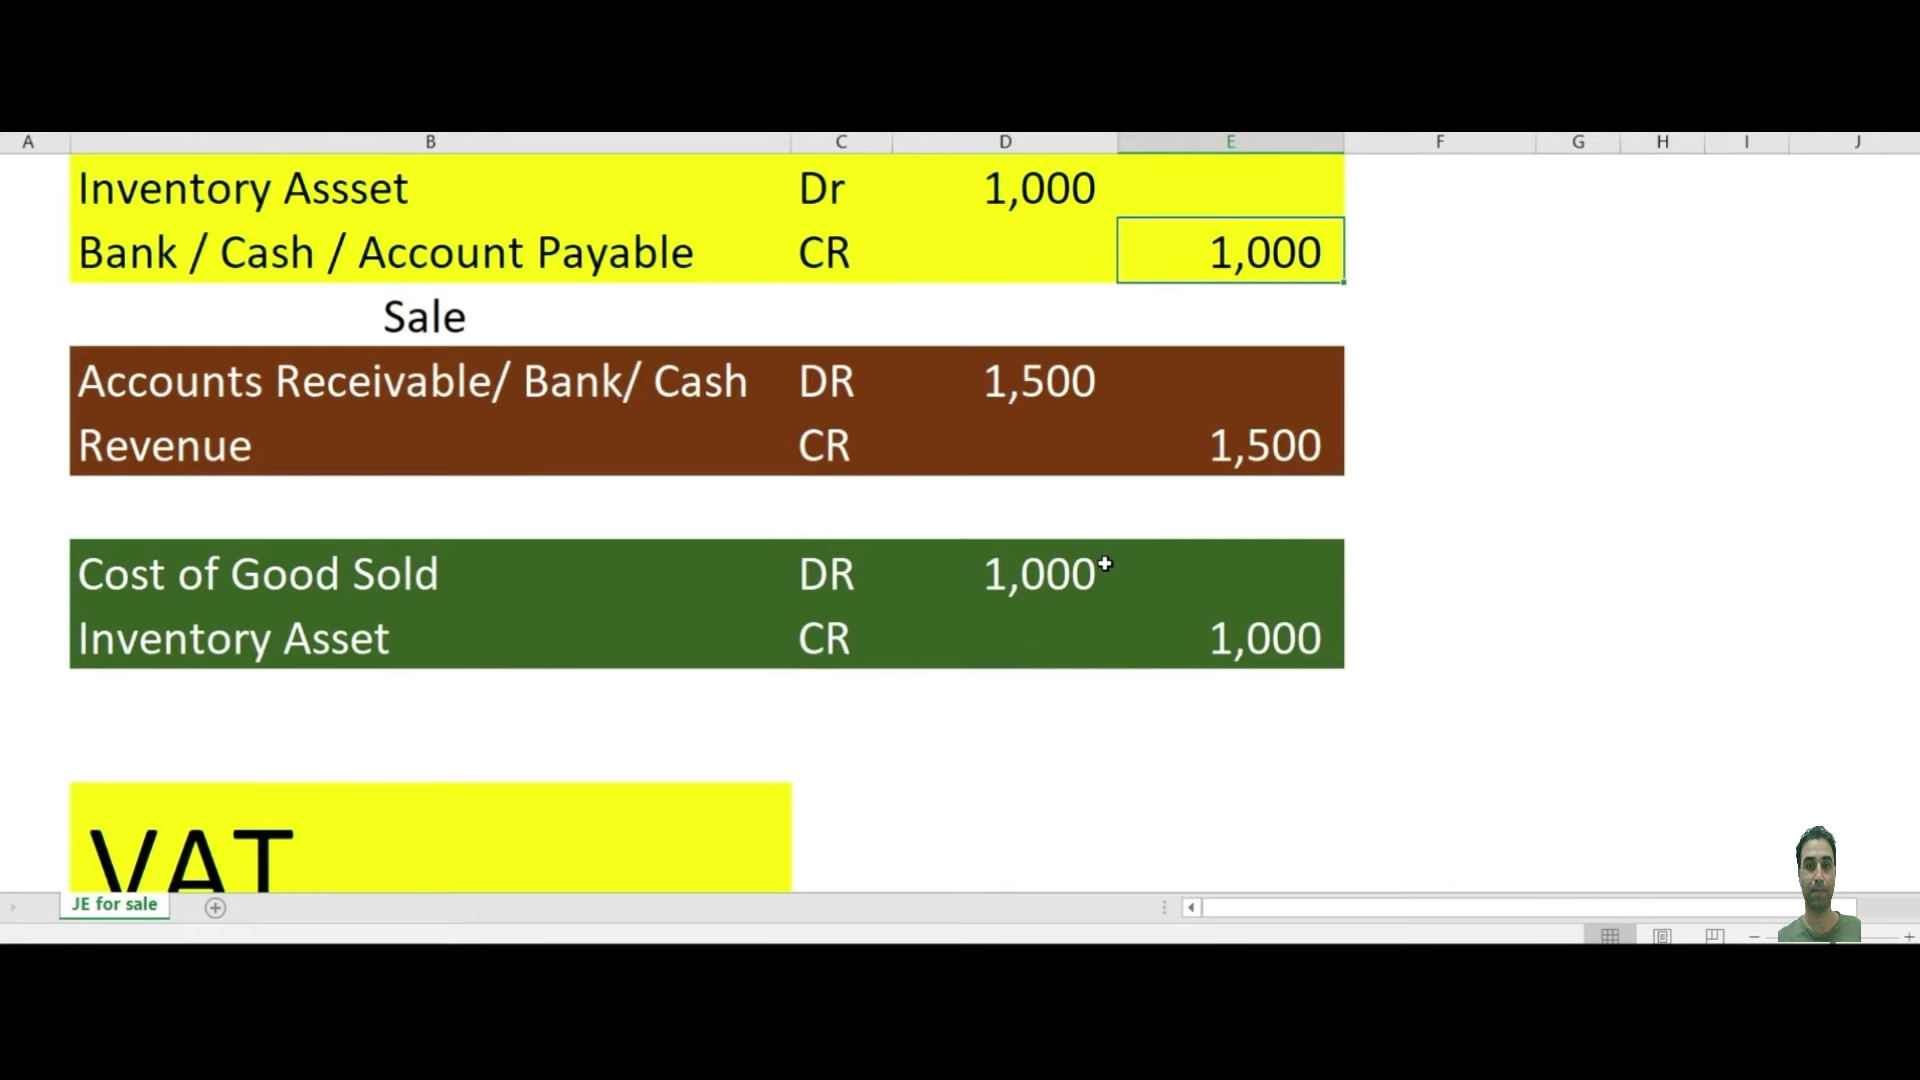 A B C D E F G H I J
Inventory Assset Dr 1,000
Bank / Cash / Account Payable CR 1,000
Sale
Accounts Receivable/ Bank/ Cash DR 1,500
Revenue CR 1,500
Cost of Good Sold DR 1,000
Inventory Asset CR 1,000
VAT
JE for sale